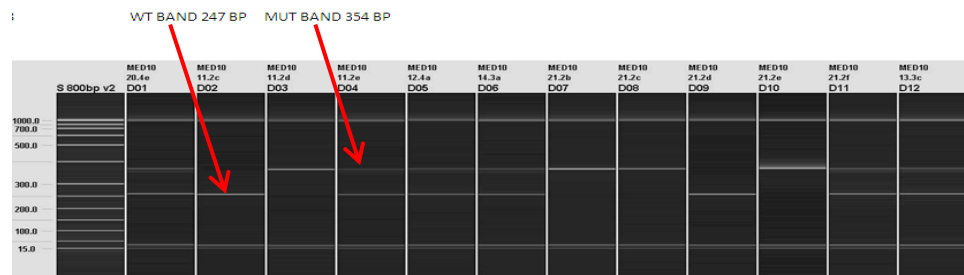 WT BAND 247 BP MUT BAND 354 BP
MED10 MED10 MED10 MED10 MED10 MED10 MED10 MED10 MED10 MED10 MED10 MED10
20.4e 11.2c 11.2d 11.2e 12.4a 14.3a 21.2b 21.2c 21.2d 21.2e 21.2f 13.3c
S 800bp v2 D01 D02 D03 D04 D05 D06 D07 D08 D09 D10 D11 D12
1000.0
700.0
500.0
300.0
200.0
100.0
15.0